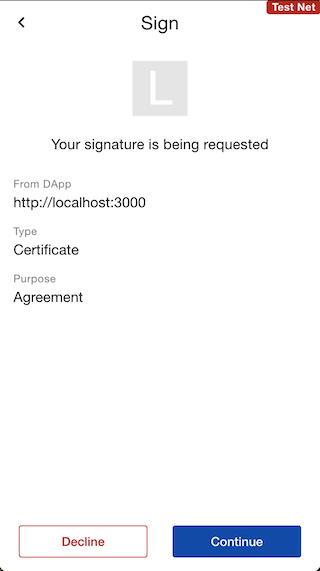 Test Net
Sign
L
Your signature is being requested
From DApp
http://localhost:3000
Type
Certificate
Purpose
Agreement
Decline
Continue